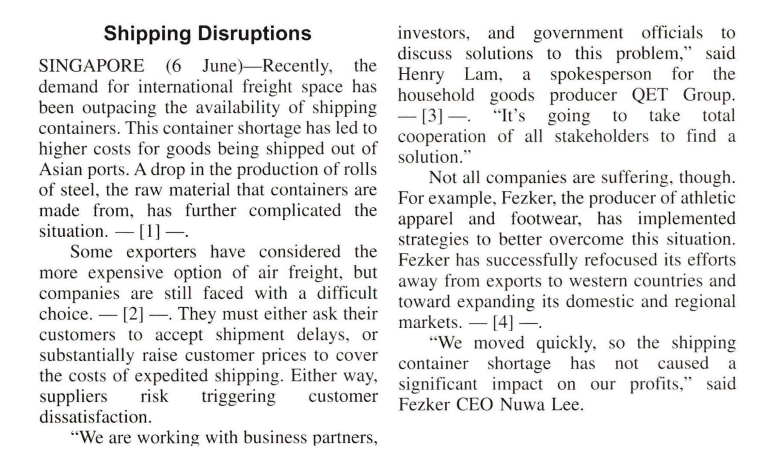 Shipping Disruptions
SINGAPORE (6 June)—Recently, the
demand for international freight space has
been outpacing the availability of shipping
containers. This container shortage has led to
higher costs for goods being shipped out of
Asian ports. A drop in the production of rolls
of steel, the raw material that containers are
made from, has further complicated the
situation. — [1] —.
Some exporters have considered the
more expensive option of air freight, but
companies are still faced with a difficult
choice. — [2] —. They must either ask their
customers to accept shipment delays, or
substantially raise customer prices to cover
the costs of expedited shipping. Either way,
suppliers risk triggering customer
dissatisfaction.
“We are working with business partners,
investors, and government officials to
discuss solutions to this problem,” said
Henry Lam, a spokesperson for the
household goods producer QET Group.
— [3] —. “It’s going to take total
cooperation of all stakeholders to find a
solution.”
Not all companies are suffering, though.
For example, Fezker, the producer of athletic
apparel and footwear, has implemented
strategies to better overcome this situation.
Fezker has successfully refocused its efforts
away from exports to western countries and
toward expanding its domestic and regional
markets. — [4] —.
“We moved quickly, so the shipping
container shortage has not caused a
significant impact on our profits,” said
Fezker CEO Nuwa Lee.